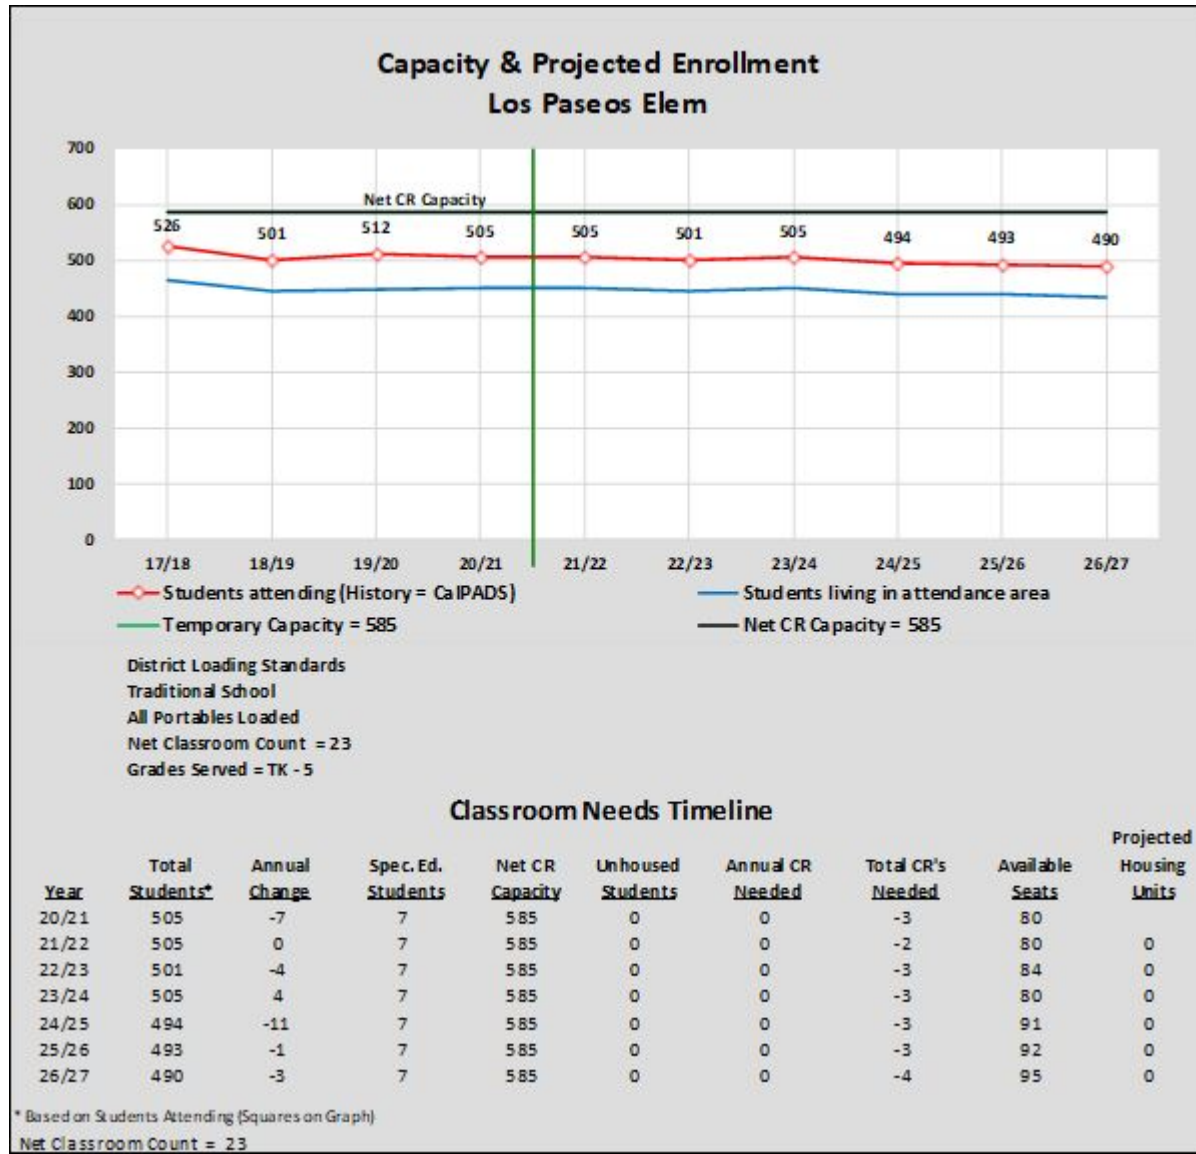 Capacity & Projected Enrollment
Los Paseos Elem
700
600
500
400
300
200
100
0
Net CR Capacity
526 501 512 505 505 501 505 494 493 490
17/18 18/19 19/20 20/21 21/22 22/23 23/24 24/25 25/26 26/27
Students attending (History = CalPADS) Students living in attendance area
Temporary Capacity = 585 Net CR Capacity = 585
District Loading Standards
Traditional School
All Portables Loaded
Net Classroom Count = 23
Grades Served = TK - 5
Classroom Needs Timeline
Projected
Total Annual Spec. Ed. Net CR Unhoused Annual CR Total CR's Available Housing
Year Students* Change Students Capacity Students Needed Needed Seats Units
20/21 505 -7 7 585 0 0 -3 80
21/22 505 0 7 585 0 0 -2 80 0
22/23 501 -4 7 585 0 0 -3 84 0
23/24 505 4 7 585 0 0 -3 80 0
24/25 494 -11 7 585 0 0 -3 91 0
25/26 493 -1 7 585 0 0 -3 92 0
26/27 490 -3 7 585 0 0 -4 95 0
* Based on Students Attending (Squares on Graph)
Net Classroom Count = 23